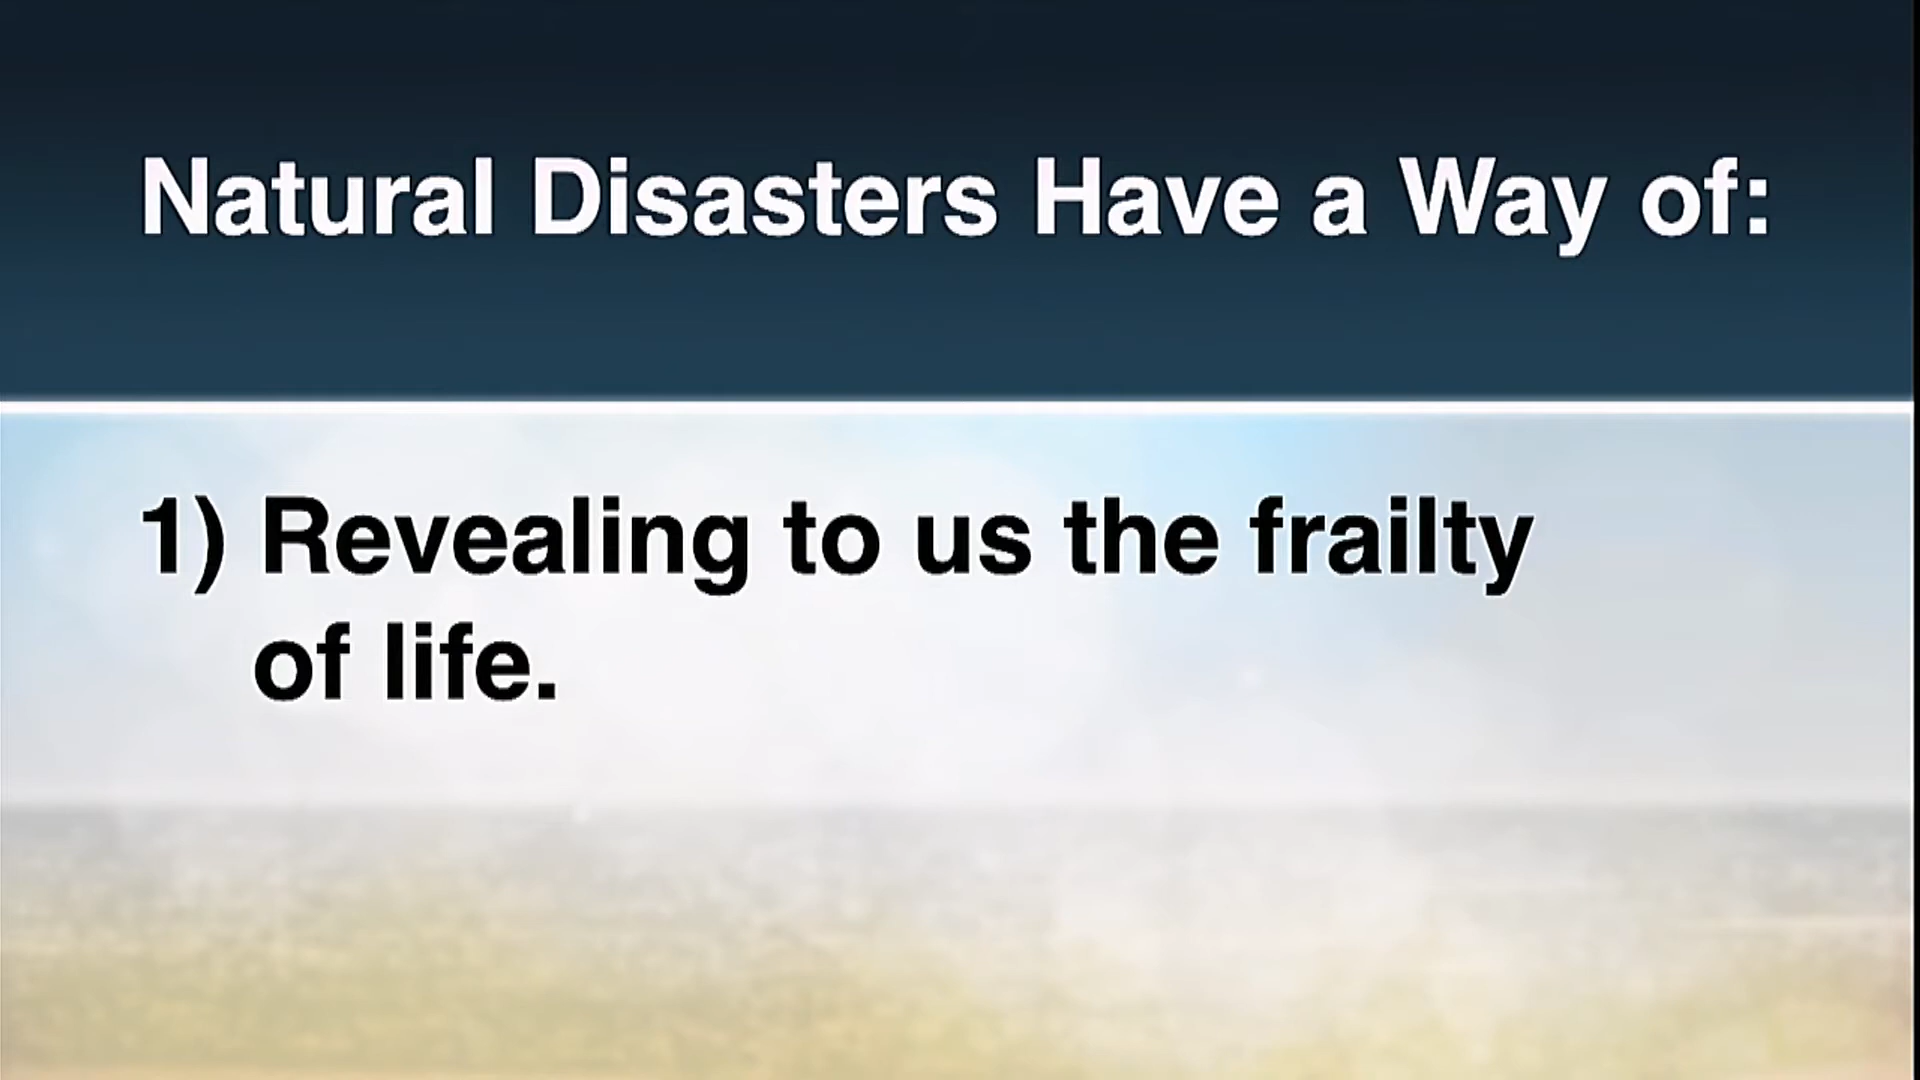 Natural Disasters Have a Way of:
1) Revealing to us the frailty
of life.